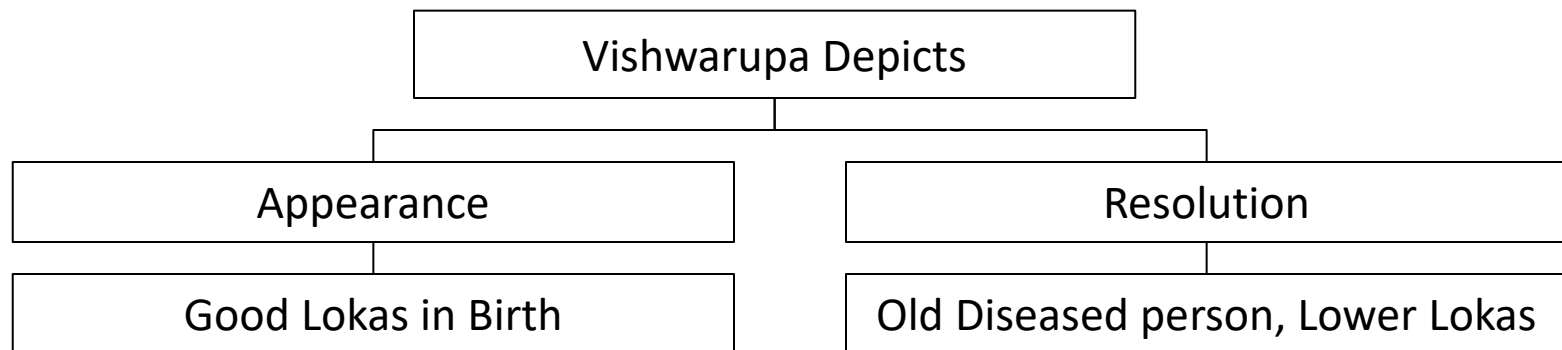 Vishwarupa Depicts
Appearance
Resolution
Good Lokas in Birth
Old Diseased person, Lower Lokas